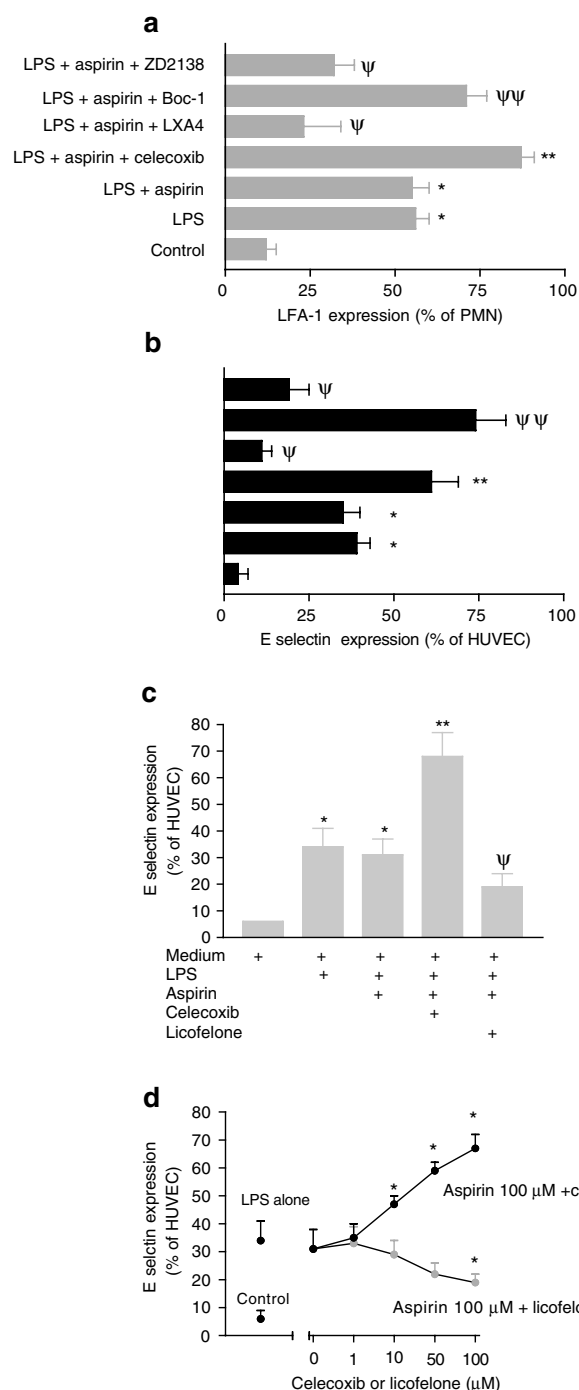 a
LPS + aspirin + ZD2138 ψ
LPS + aspirin + Boc-1 ψψ
LPS + aspirin + LXA4 ψ
LPS + aspirin + celecoxib **
LPS + aspirin *
LPS *
Control
0 25 50 75 100
LFA-1 expression (% of PMN)
b
ψ
ψ ψ
ψ
**
*
*
0 25 50 75 100
E selectin expression (% of HUVEC)
c
E selectin expression
(% of HUVEC)
80
70
60
50
40
30
20
10
0
* * ** ψ
Medium + + + + +
LPS + + + +
Aspirin + + +
Celecoxib +
Licofelone +
d
E selctin expression
(% of HUVEC)
80
70
60
50
40
30
20
10
0
LPS alone
Control
* * * *
Aspirin 100 μM +c
Aspirin 100 μM + licofelo
0 1 10 50 100
Celecoxib or licofelone (μM)